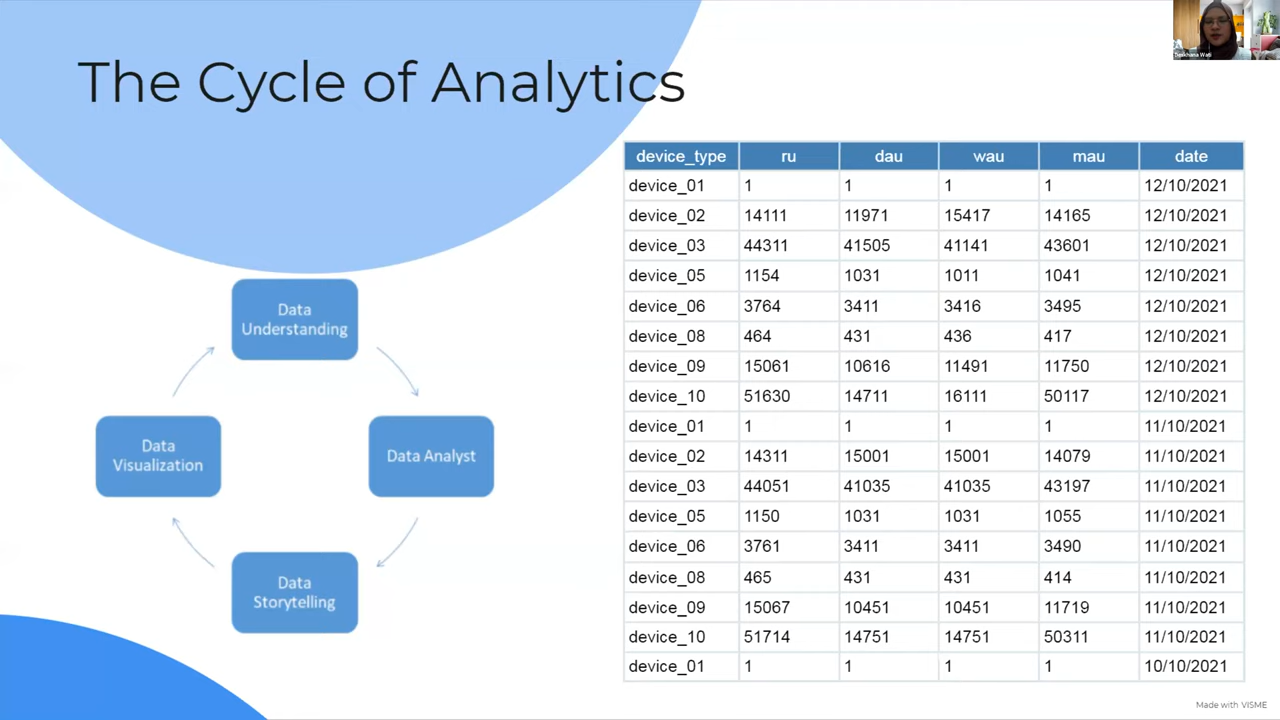 The Cycle of Analytics
Data
Understanding
Data Analyst
Data
Storytelling
Data
Visualization
device_type ru dau wau mau date
device_01 1 1 1 1 12/10/2021
device_02 14111 11971 15417 14165 12/10/2021
device_03 44311 41505 41141 43601 12/10/2021
device_05 1154 1031 1011 1041 12/10/2021
device_06 3764 3411 3416 3495 12/10/2021
device_08 464 431 436 417 12/10/2021
device_09 15061 10616 11491 11750 12/10/2021
device_10 51630 14711 16111 50117 12/10/2021
device_01 1 1 1 1 11/10/2021
device_02 14311 15001 15001 14079 11/10/2021
device_03 44051 41035 41035 43197 11/10/2021
device_05 1150 1031 1031 1055 11/10/2021
device_06 3761 3411 3411 3490 11/10/2021
device_08 465 431 431 414 11/10/2021
device_09 15067 10451 10451 11719 11/10/2021
device_10 51714 14751 14751 50311 11/10/2021
device_01 1 1 1 1 10/10/2021
Made with VISME